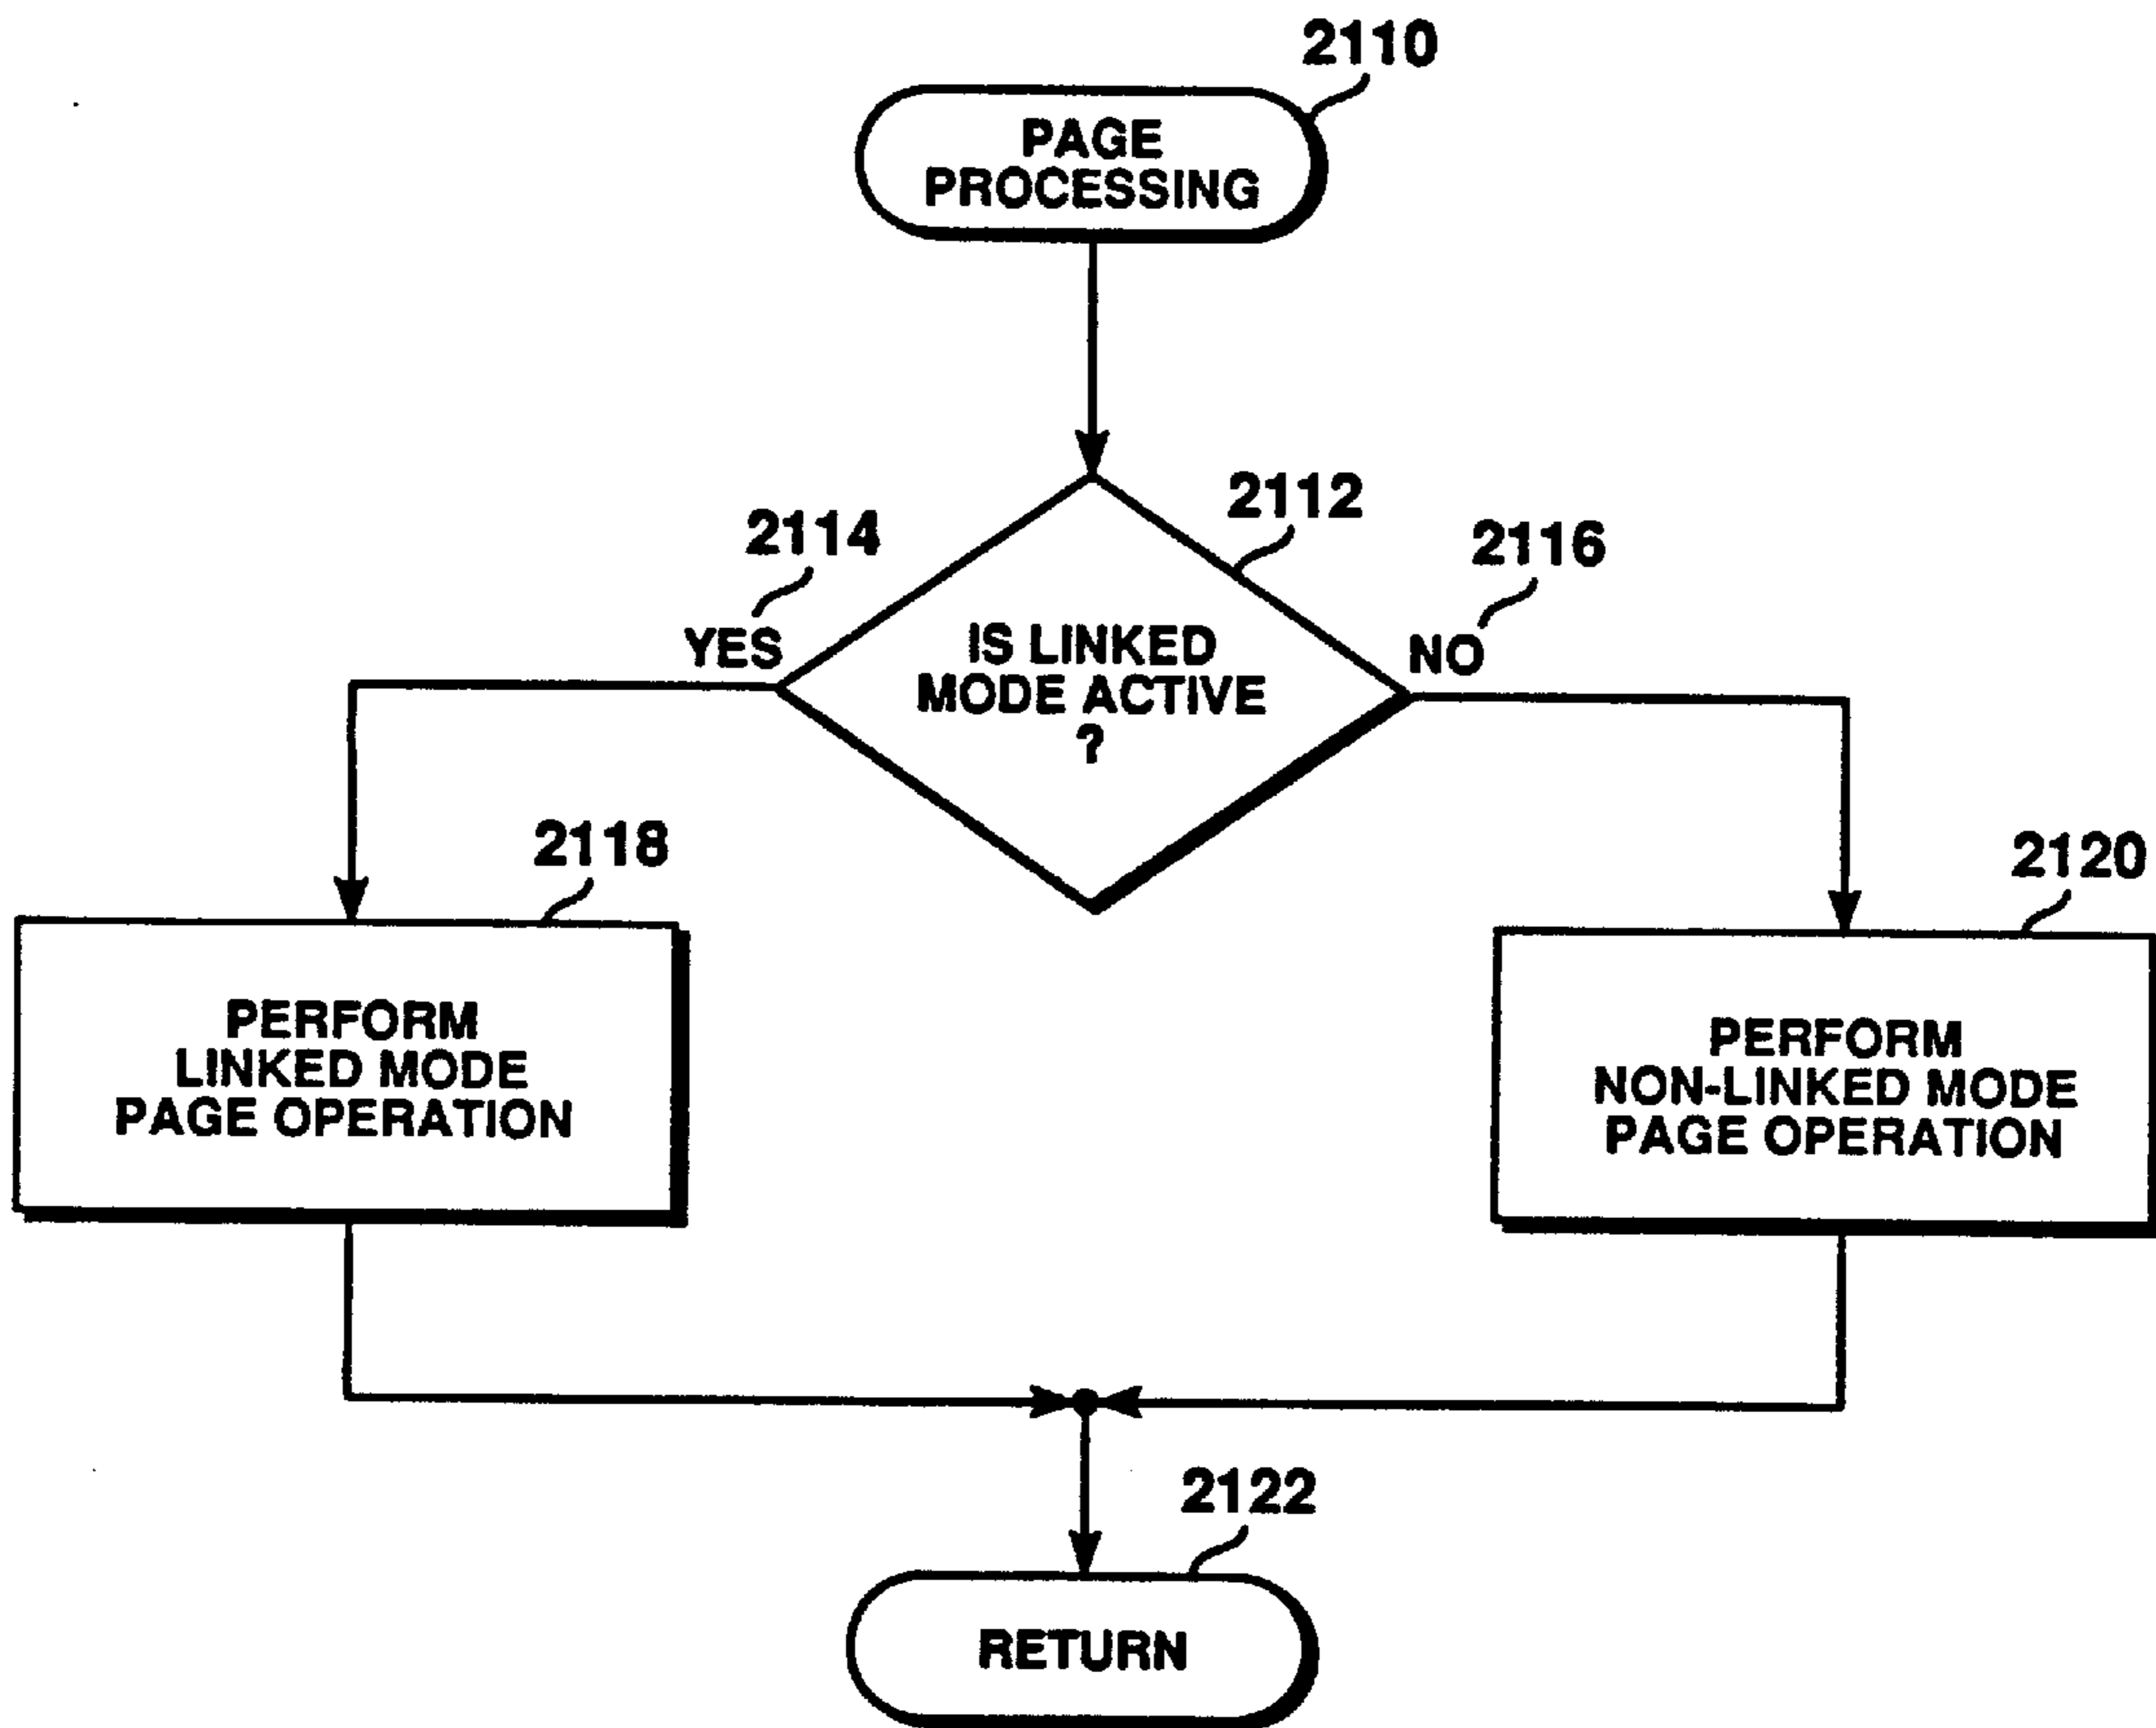 2110
PAGE
PROCESSING
2112
2114
2116
YES
IS LINKED
MODE ACTIVE
?
NO
2118
2120
PERFORM
LINKED MODE
PAGE OPERATION
PERFORM
NON-LINKED MODE
PAGE OPERATION
2122
RETURN